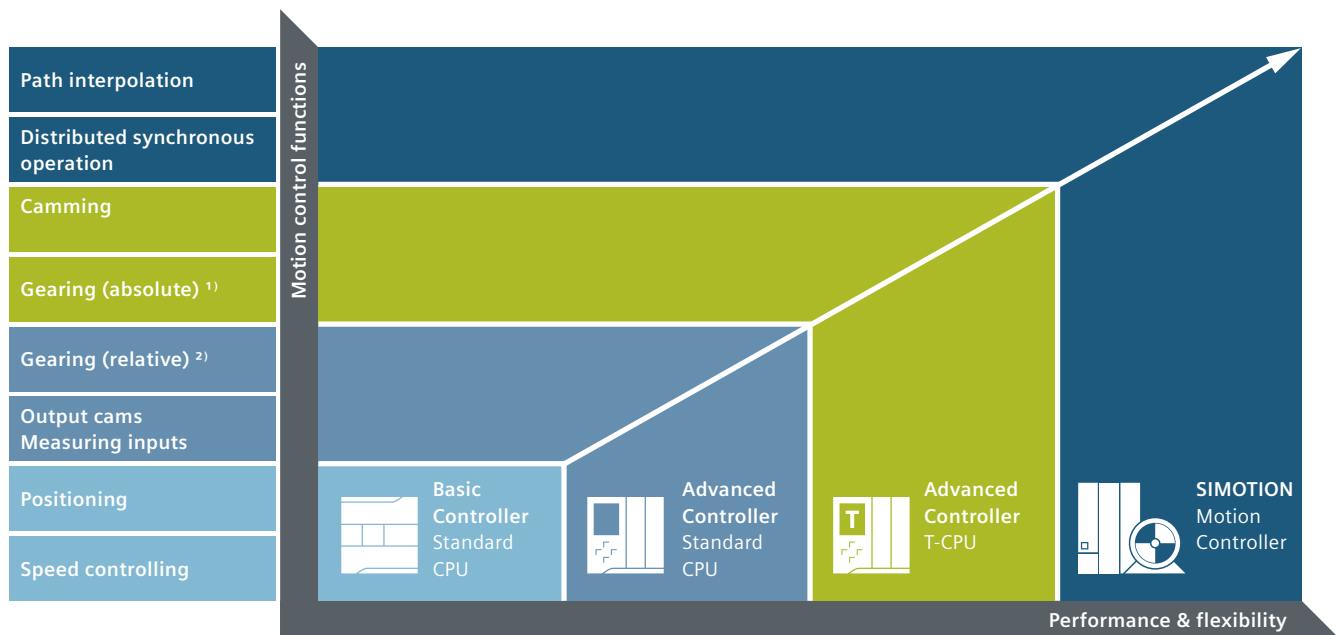 Path interpolation
Distributed synchronous
operation
Camming
Gearing (absolute) ¹⁾
Gearing (relative) ²⁾
Output cams
Measuring inputs
Positioning
Speed controlling
Motion control functions
Basic
Controller
Standard
CPU
Advanced
Controller
Standard
CPU
T
Advanced
Controller
T-CPU
SIMOTION
Motion
Controller
Performance & flexibility